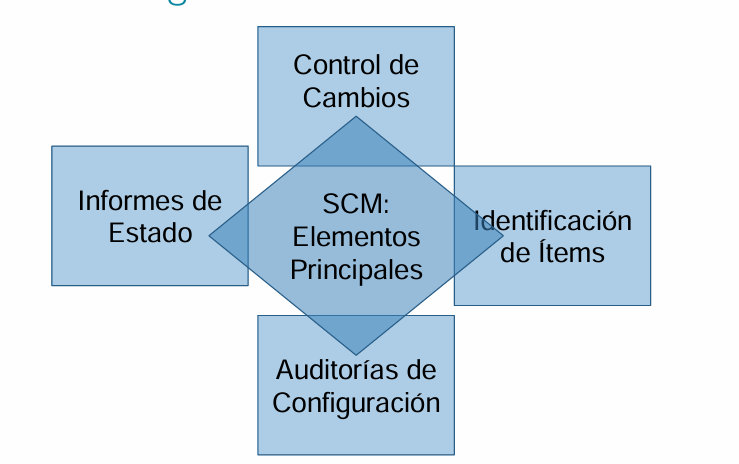 Control de
Cambios
Informes de
Estado
SCM:
Elementos
Principales
Identificación
de Ítems
Auditorías de
Configuración